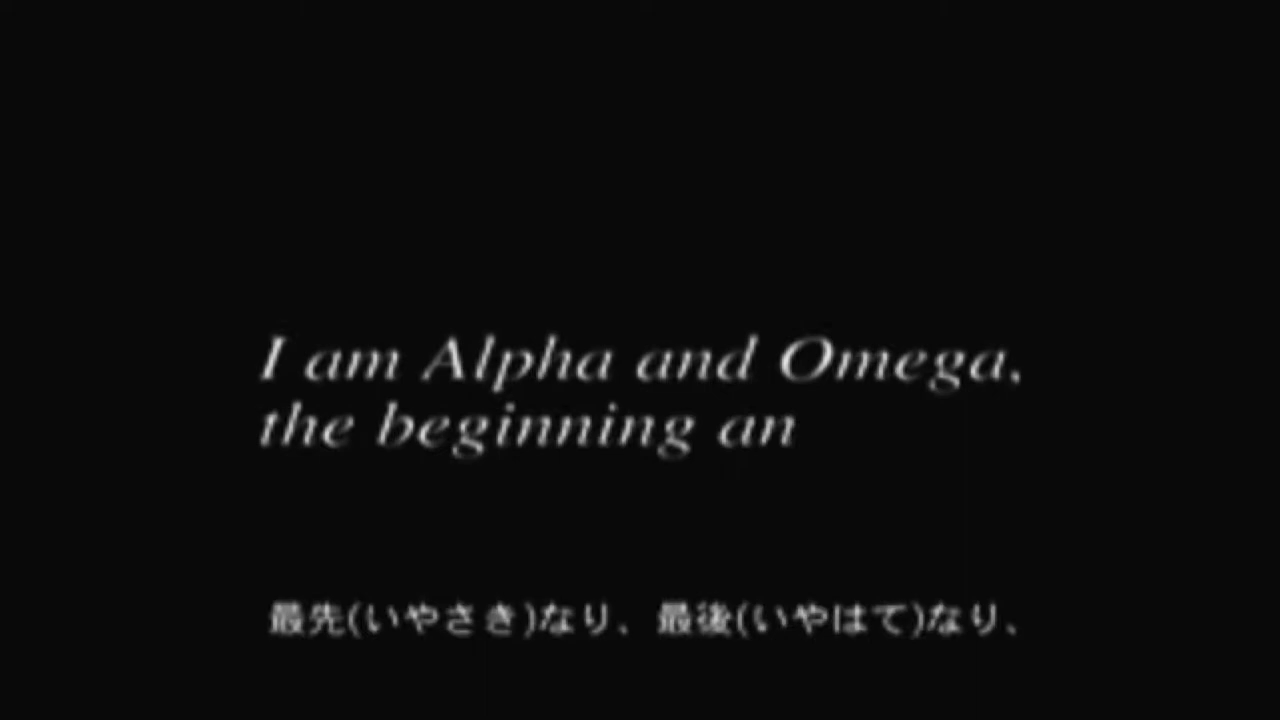 I am Alpha and Omega,
the beginning an
最先(いやさき)なり、最後(いやはて)なり、